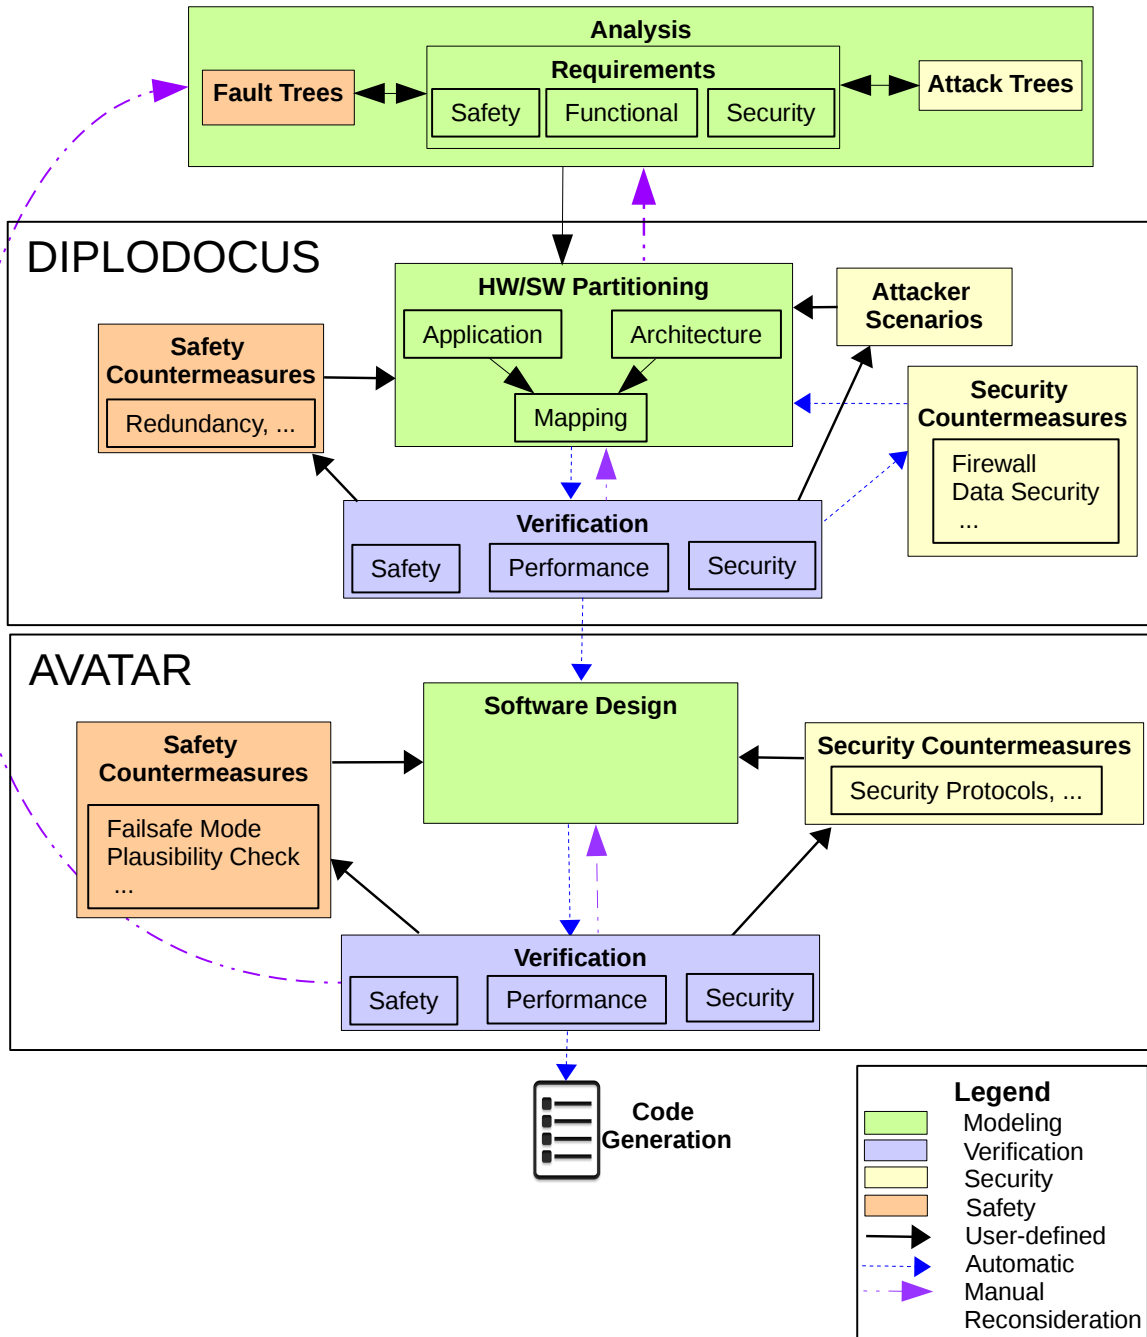 Analysis
Requirements
Fault Trees
Attack Trees
Safety
Functional
Security
DIPLODOCUS
HW/SW Partitioning
Attacker
Scenarios
Application
Architecture
Safety
Countermeasures
Redundancy, ...
Mapping
Security
Countermeasures
Firewall
Data Security
...
Verification
Safety
Performance
Security
AVATAR
Software Design
Safety
Countermeasures
Failsafe Mode
Plausibility Check
...
Security Countermeasures
Security Protocols, ...
Verification
Safety
Performance
Security
Code
Generation
Legend
Modeling
Verification
Security
Safety
User-defined
Automatic
Manual
Reconsideration